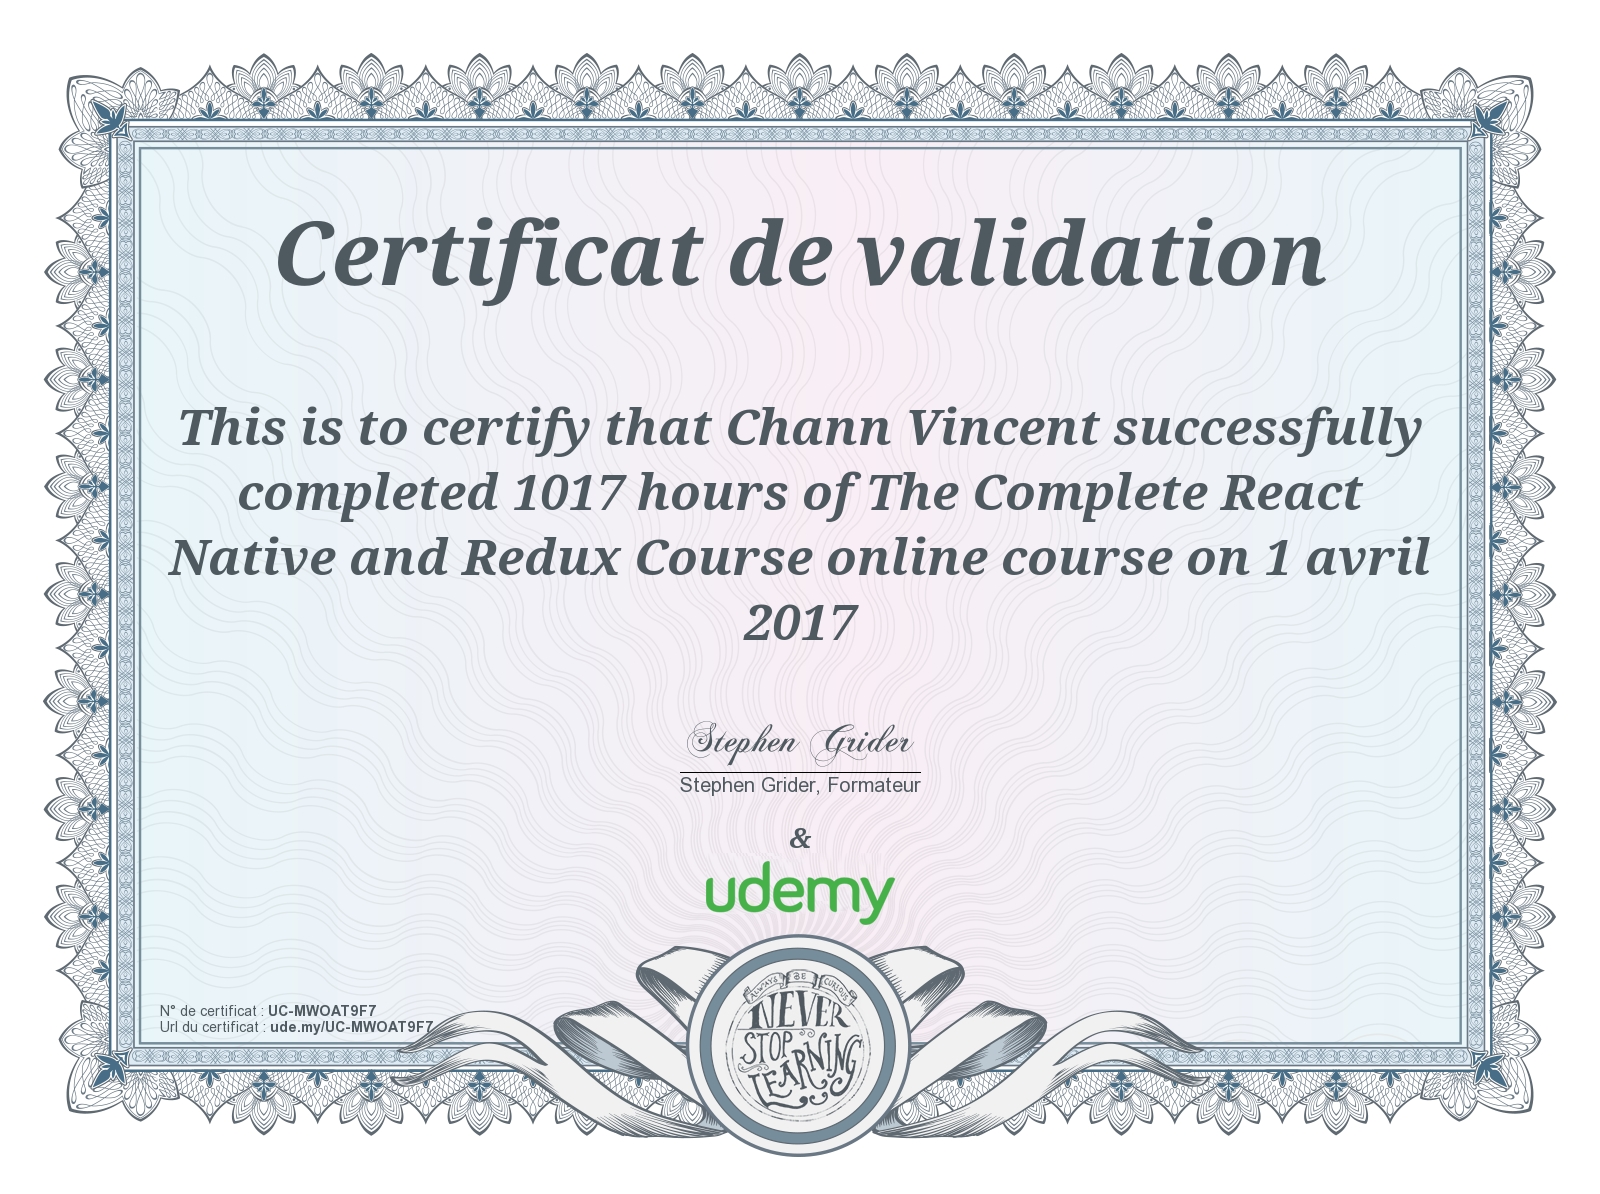 Certificat de validation
This is to certify that Chann Vincent successfully
completed 1017 hours of The Complete React
Native and Redux Course online course on 1 avril
2017
Stephen Grider
Stephen Grider, Formateur
&
udemy
N° de certificat : UC-MWOAT9F7
Url du certificat : ude.my/UC-MWOAT9F7
ALWAYS BE CURIOUS
NEVER
STOP
LEARNING